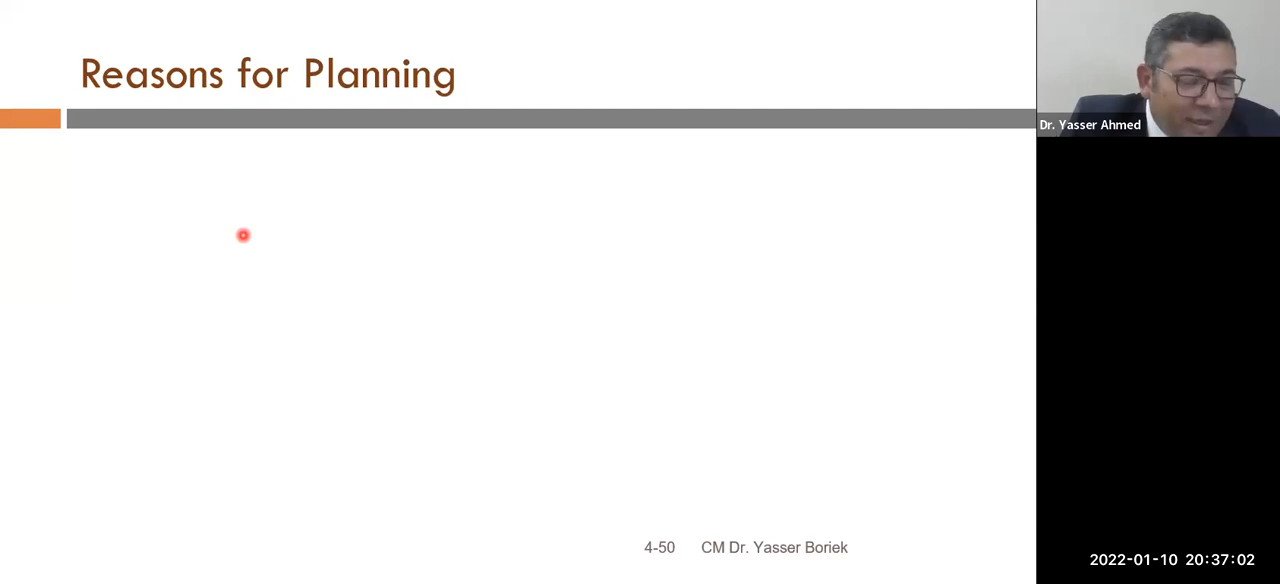 Reasons for Planning
Dr. Yasser Ahmed
4-50 CM Dr. Yasser Boriek
2022-01-10 20:37:02